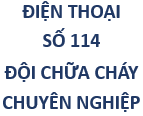 ĐIỆN THOẠI
SỐ 114
ĐỘI CHỮA CHÁY
CHUYÊN NGHIỆP